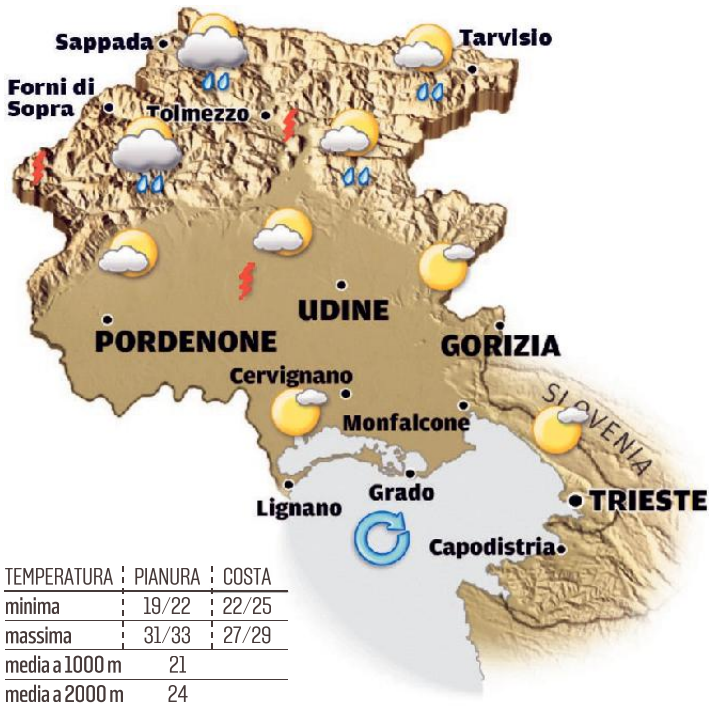 Sappada
Tarvisio
Forni di
Sopra
Tolmezzo
UDINE
PORDENONE
GORIZIA
Cervignano
SLOVENIA
Monfalcone
Grado
Lignano
TRIESTE
Capodistria
TEMPERATURA PIANURA COSTA
minima 19/22 22/25
massima 31/33 27/29
media a 1000 m 21
media a 2000 m 24